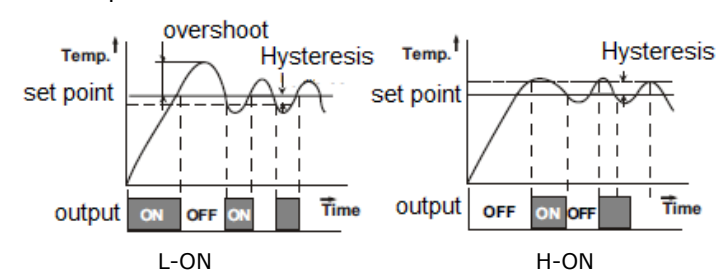 overshoot
Temp.
Hysteresis
set point
output ON OFF ON
Time
L-ON
Temp.
Hysteresis
set point
output OFF ON OFF
Time
H-ON